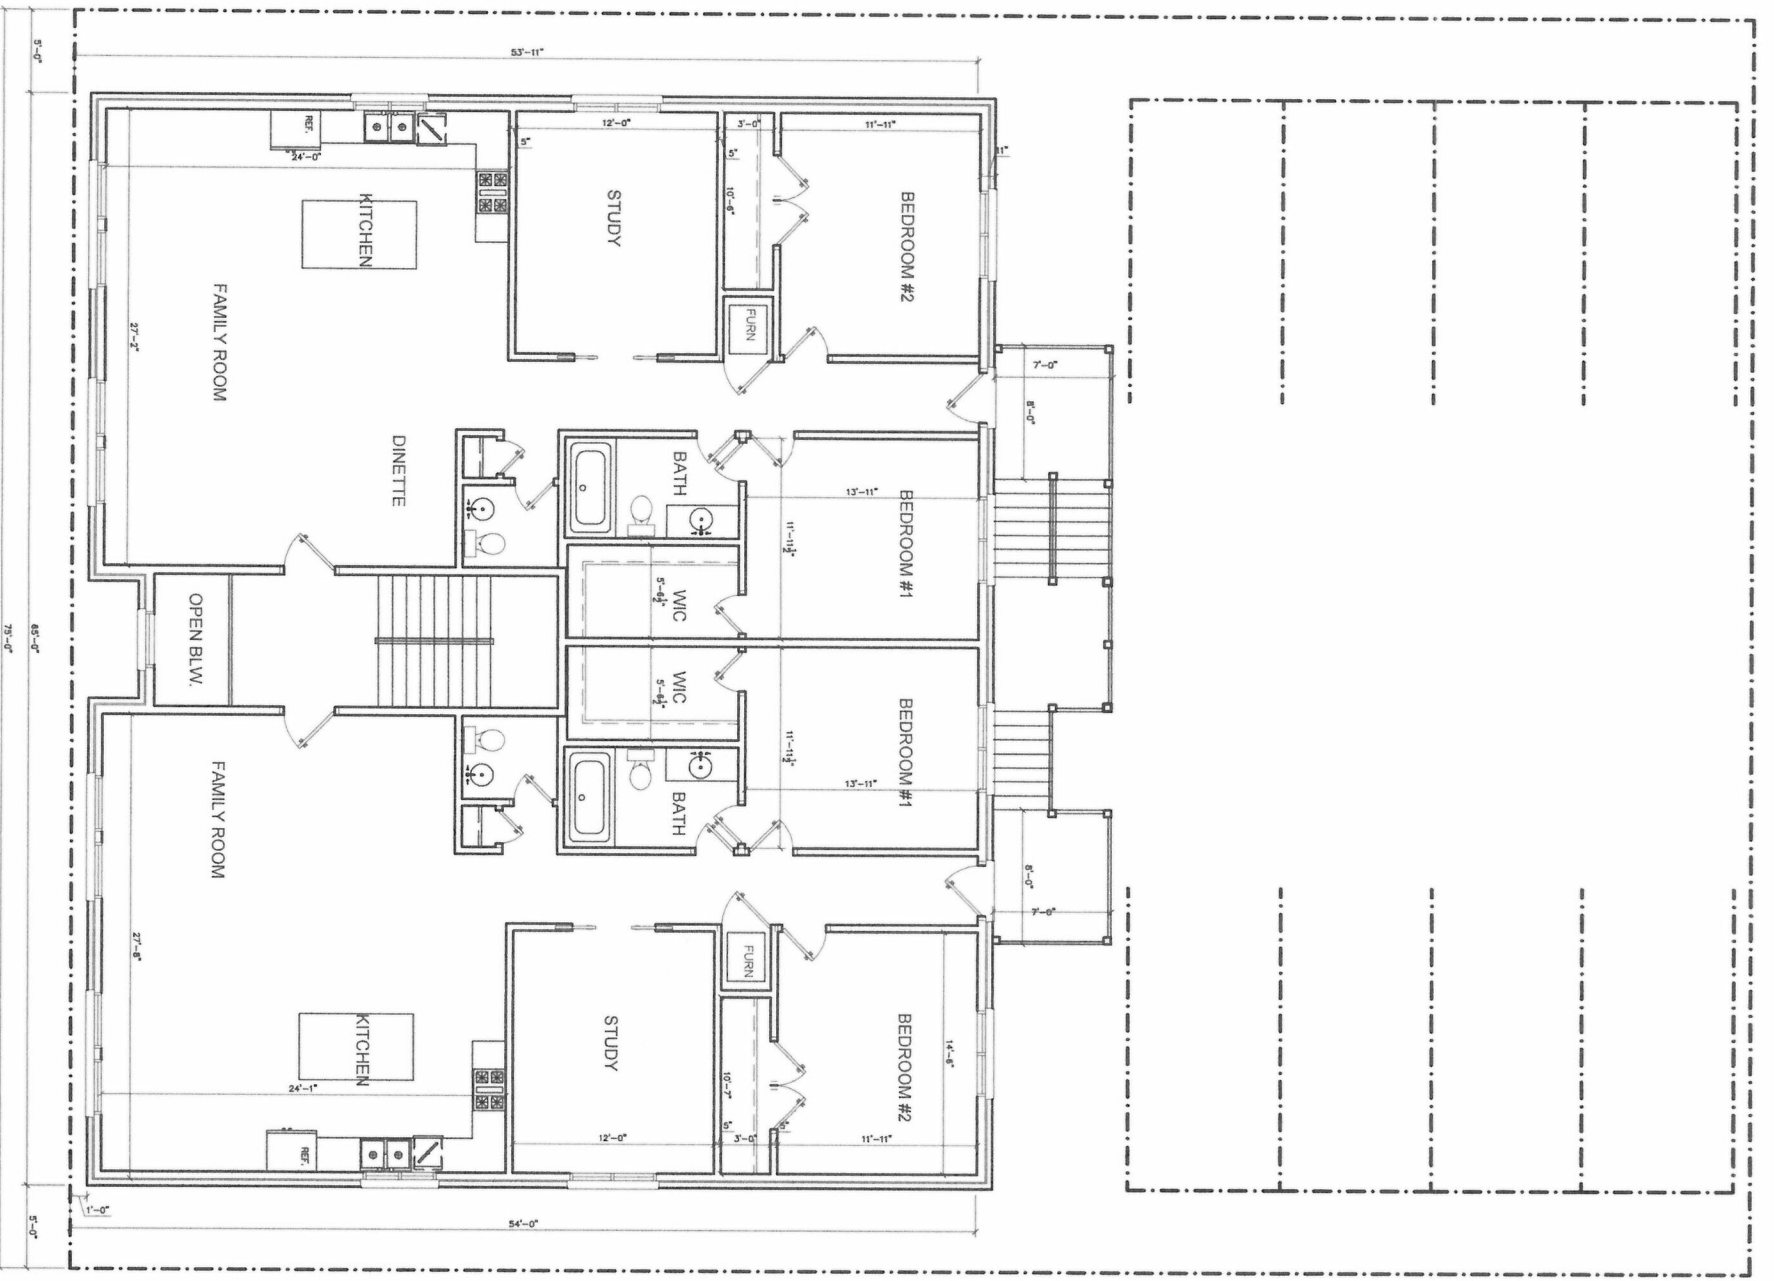 5'-0"
53'-11"
REF.
24'-0"
KITCHEN
12'-0"
5"
STUDY
3'-0"
5"
10'-6"
11'-11"
11"
BEDROOM #2
FURN
FAMILY ROOM
27'-2"
DINETTE
7'-0"
8'-0"
BATH
13'-11"
BEDROOM #1
11'-11½"
WIC
5'-6½"
OPEN BLW.
75'-0"
65'-0"
WIC
5'-6½"
11'-11½"
BEDROOM #1
13'-11"
BATH
FAMILY ROOM
27'-8"
8'-0"
7'-0"
FURN
STUDY
BEDROOM #2
14'-6"
KITCHEN
24'-1"
10'-7"
5"
3'-0"
5"
11'-11"
12'-0"
REF.
1'-0"
5'-0"
54'-0"